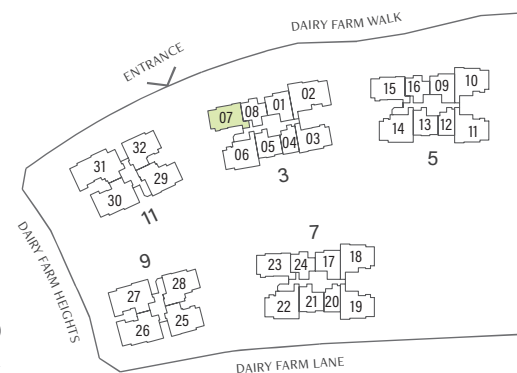 DAIRY FARM WALK
ENTRANCE
07 08 01 02
06 05 04 03
3
15 16 09 10
14 13 12 11
5
31 32
30 29
11
7
23 24 17 18
22 21 20 19
9
27 28
26 25
DAIRY FARM HEIGHTS
DAIRY FARM LANE